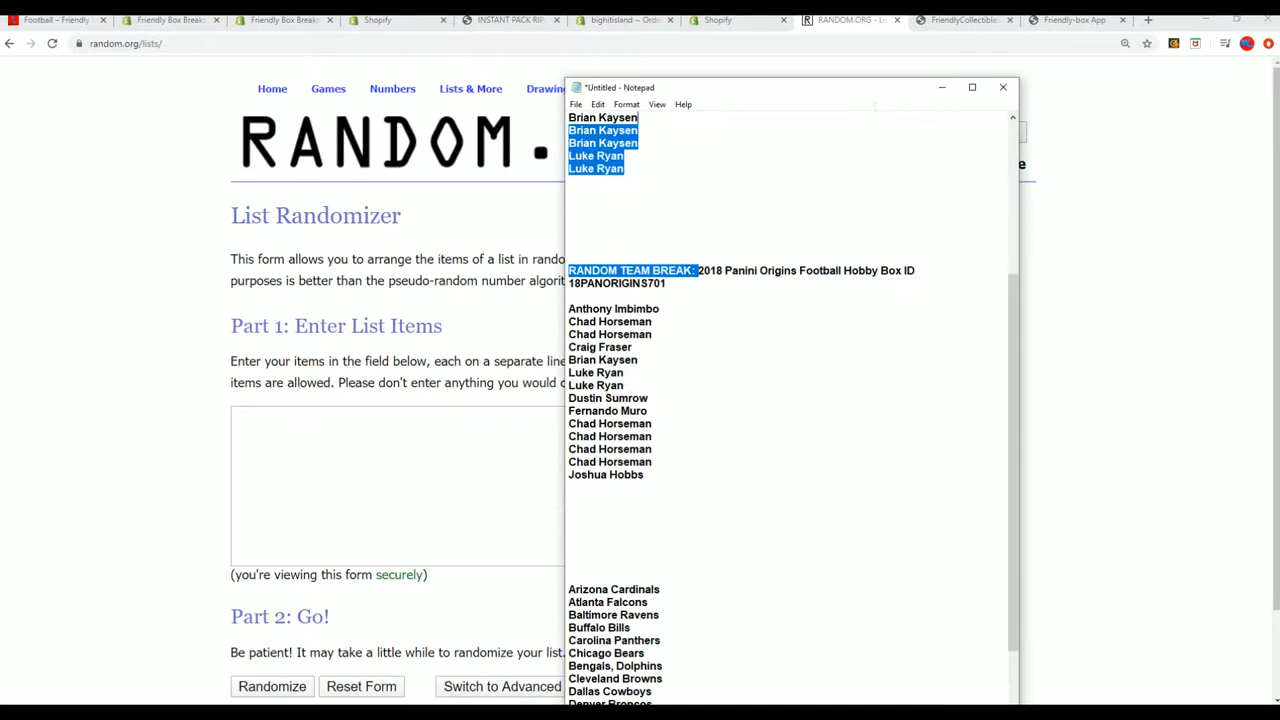 Football – Friendly
Friendly Box Breaks
Friendly Box Breaks
Shopify
INSTANT PACK RIP
bighitisland – Orde
Shopify
RANDOM.ORG - Lis
FriendlyCollectibles
Friendly-box App
random.org/lists/
Home
Games
Numbers
Lists & More
Drawin
RANDOM.
List Randomizer
This form allows you to arrange the items of a list in rando
purposes is better than the pseudo-random number algorit
Part 1: Enter List Items
Enter your items in the field below, each on a separate line
items are allowed. Please don't enter anything you would
(you're viewing this form securely)
Part 2: Go!
Be patient! It may take a little while to randomize your list.
Randomize
Reset Form
Switch to Advanced
*Untitled - Notepad
File
Edit
Format
View
Help
Brian Kaysen
Brian Kaysen
Brian Kaysen
Luke Ryan
Luke Ryan
RANDOM TEAM BREAK: 2018 Panini Origins Football Hobby Box ID
18PANORIGINS701
Anthony Imbimbo
Chad Horseman
Chad Horseman
Craig Fraser
Brian Kaysen
Luke Ryan
Luke Ryan
Dustin Sumrow
Fernando Muro
Chad Horseman
Chad Horseman
Chad Horseman
Chad Horseman
Joshua Hobbs
Arizona Cardinals
Atlanta Falcons
Baltimore Ravens
Buffalo Bills
Carolina Panthers
Chicago Bears
Bengals, Dolphins
Cleveland Browns
Dallas Cowboys
Denver Broncos